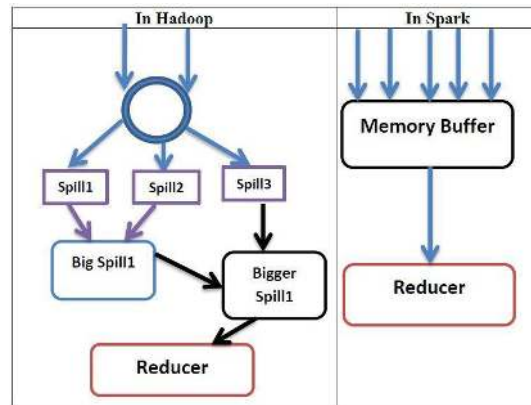 In Hadoop
Spill1
Spill2
Spill3
Big Spill1
Bigger
Spill1
Reducer
In Spark
Memory Buffer
Reducer